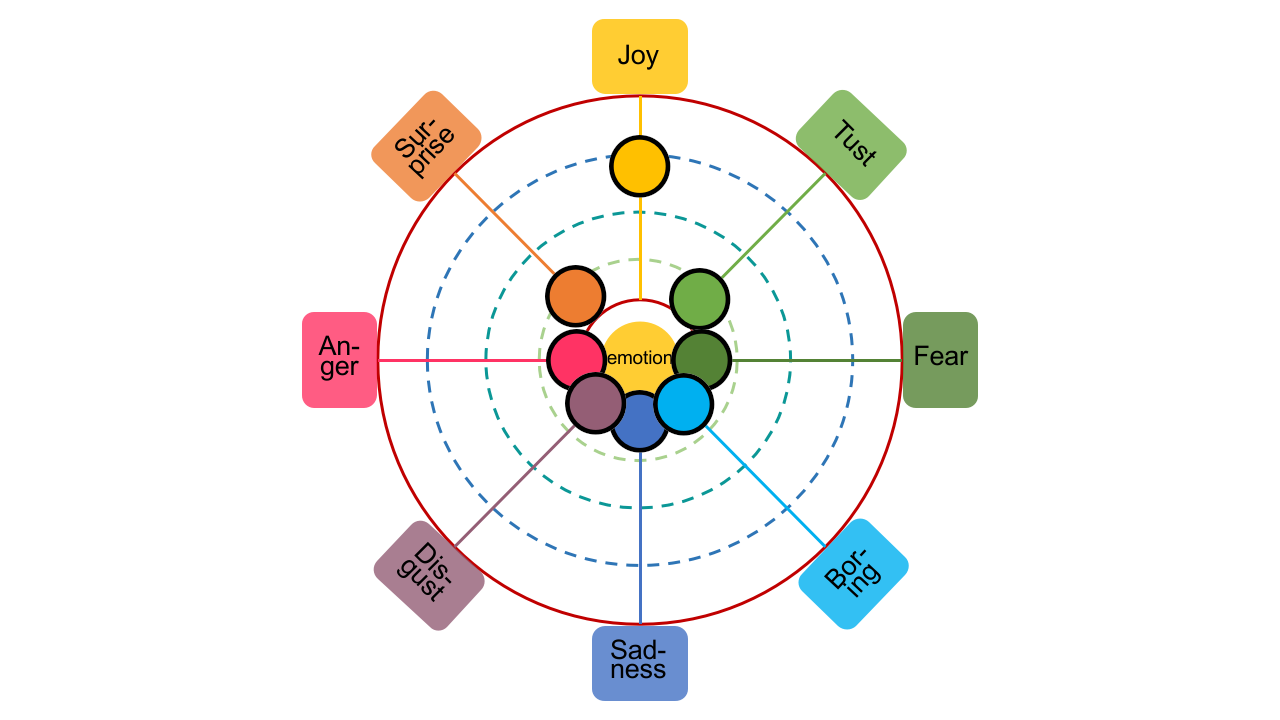 Joy
Sur-
prise
Tust
An-
ger
emotion
Fear
Dis-
gust
Bor-
ing
Sad-
ness